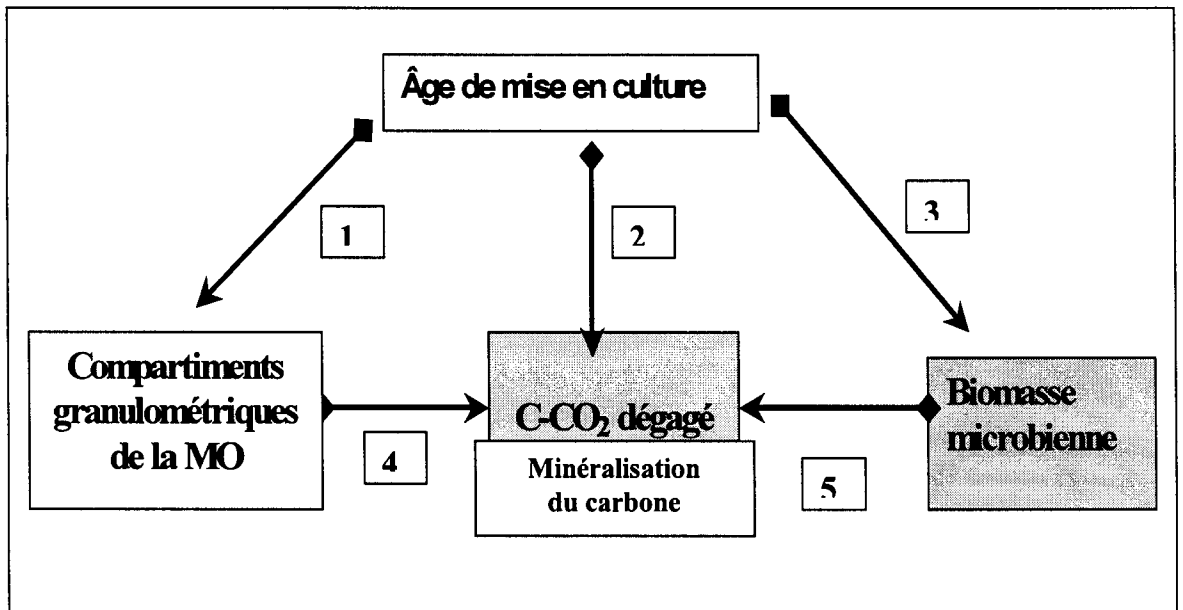 Âge de mise en culture
1
2
3
Compartiments
granulométriques
de la MO
4
C-CO₂ dégagé
Minéralisation
du carbone
5
Biomasse
microbienne